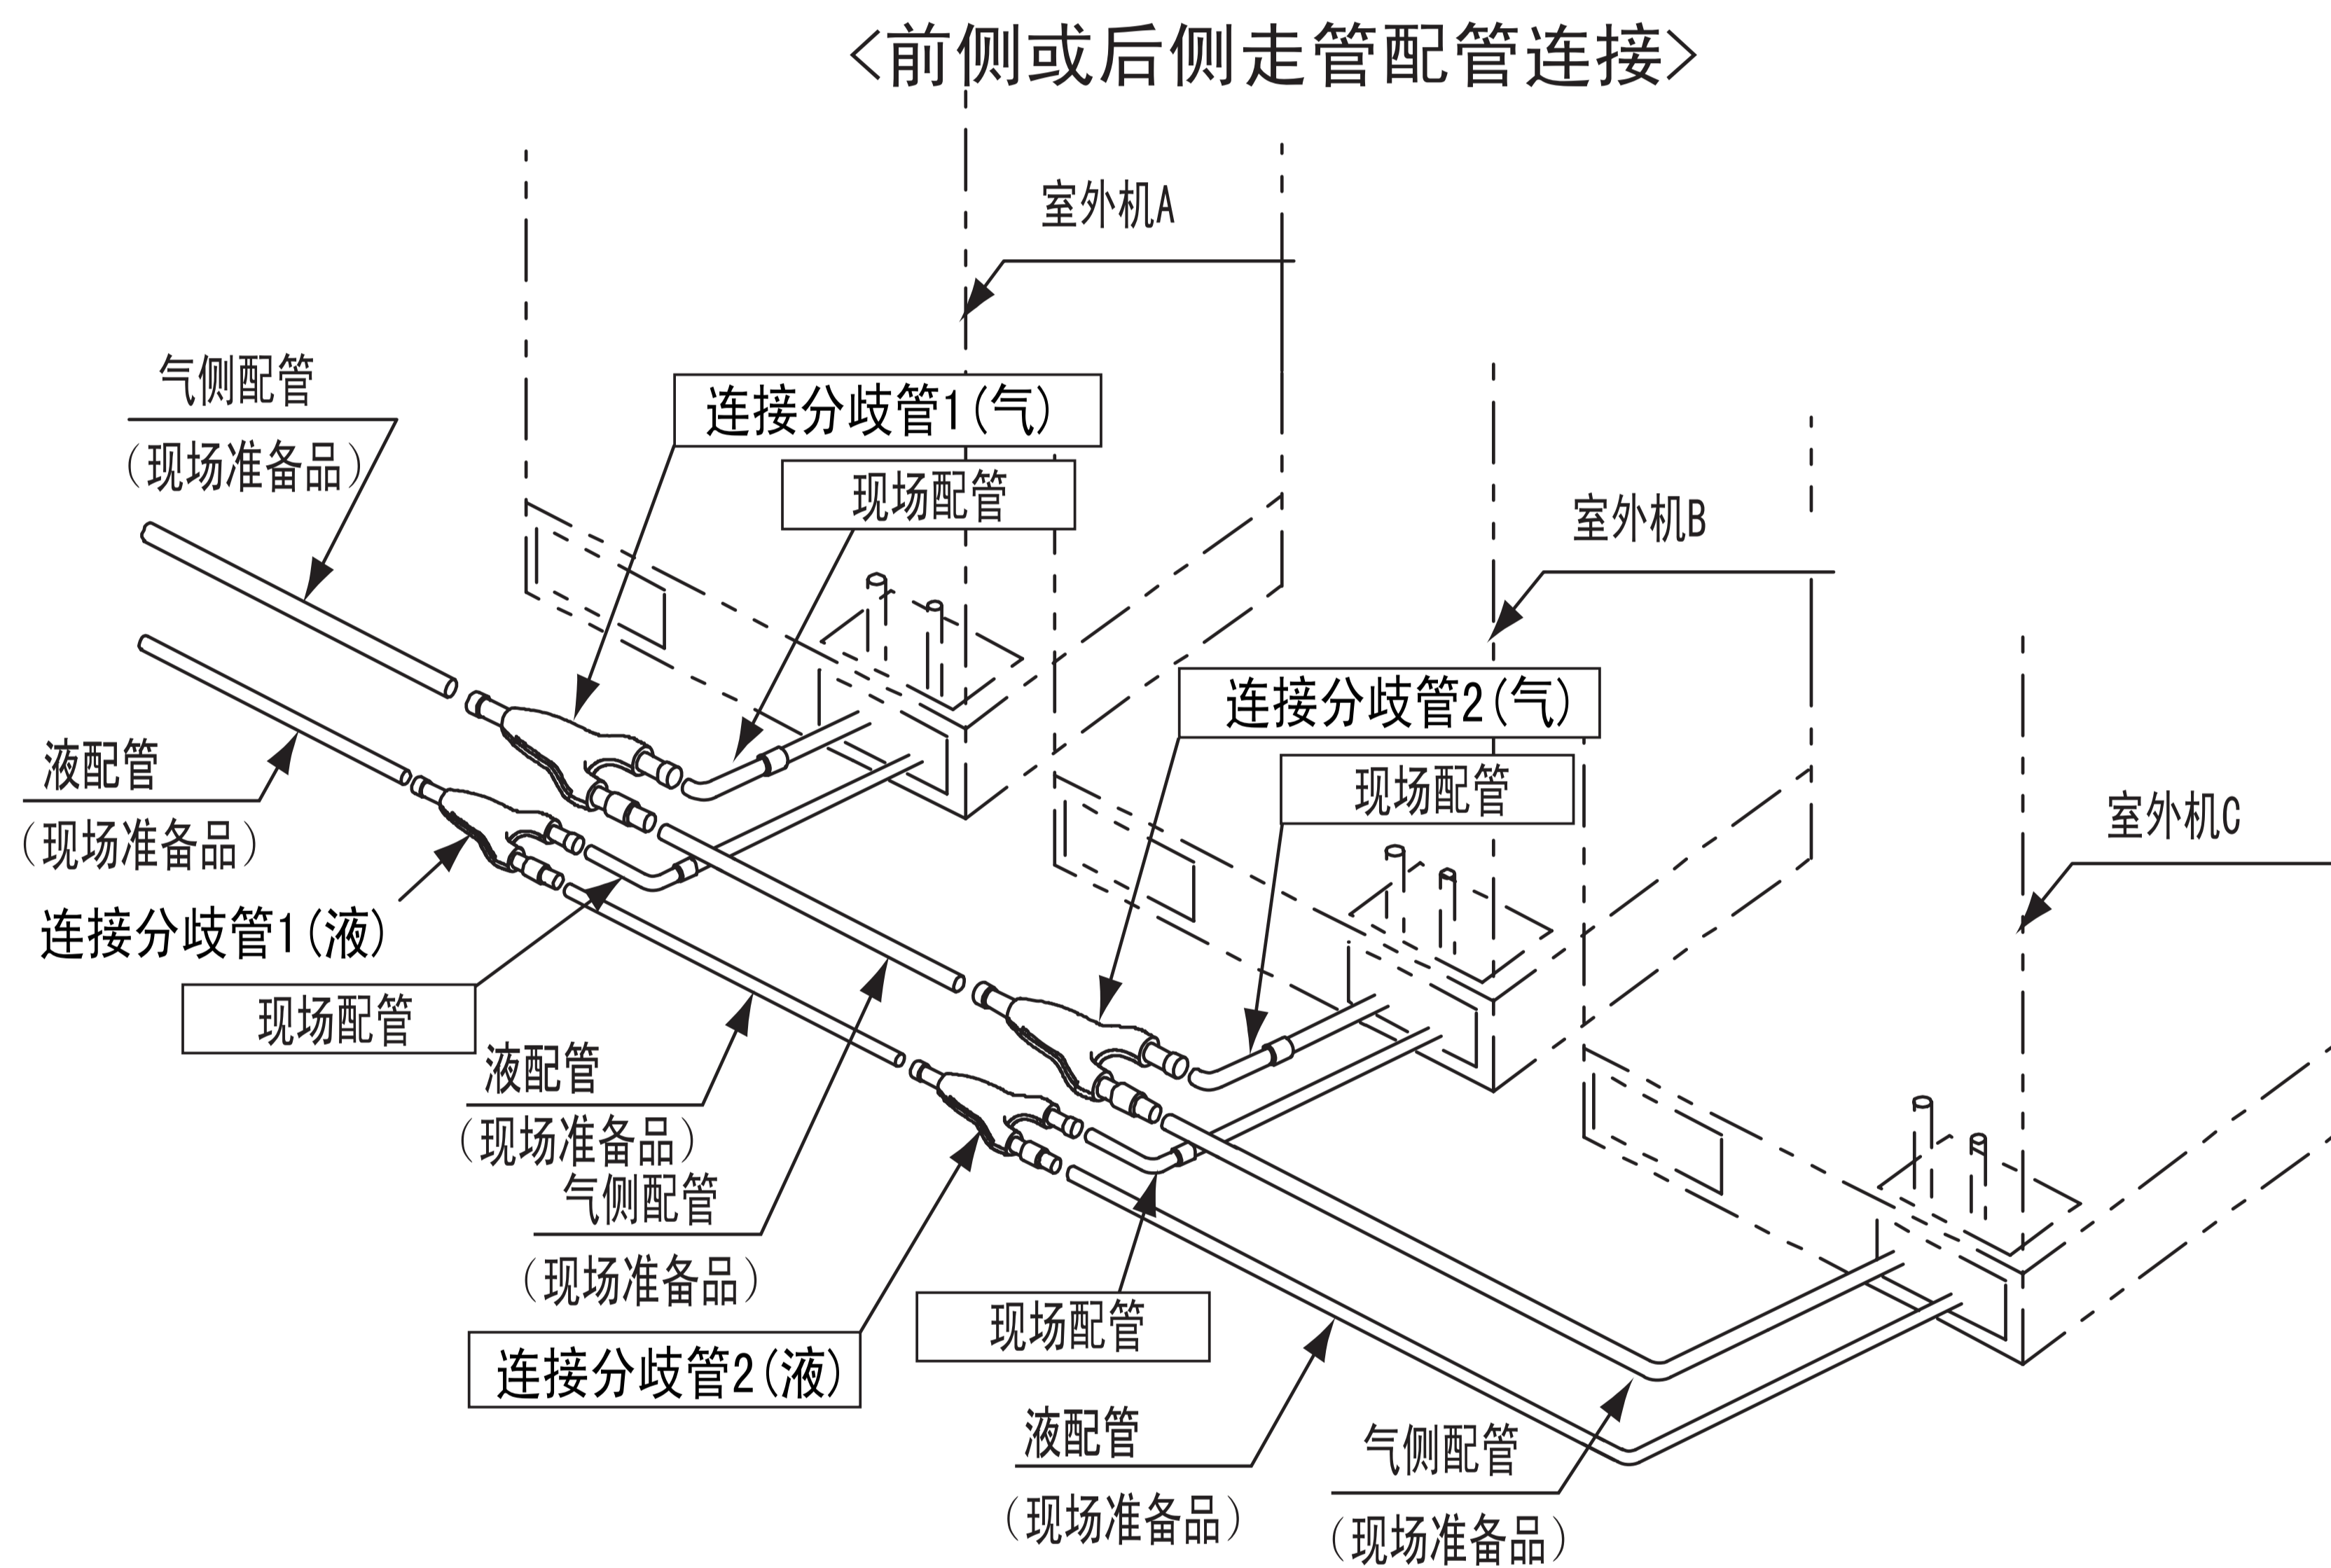 <前侧或后侧走管配管连接>
室外机A
气侧配管
(现场准备品)
连接分歧管1(气)
现场配管
室外机B
连接分歧管2(气)
现场配管
液配管
(现场准备品)
室外机C
连接分歧管1(液)
现场配管
液配管
(现场准备品)
气侧配管
(现场准备品)
连接分歧管2(液)
现场配管
液配管
(现场准备品)
气侧配管
(现场准备品)